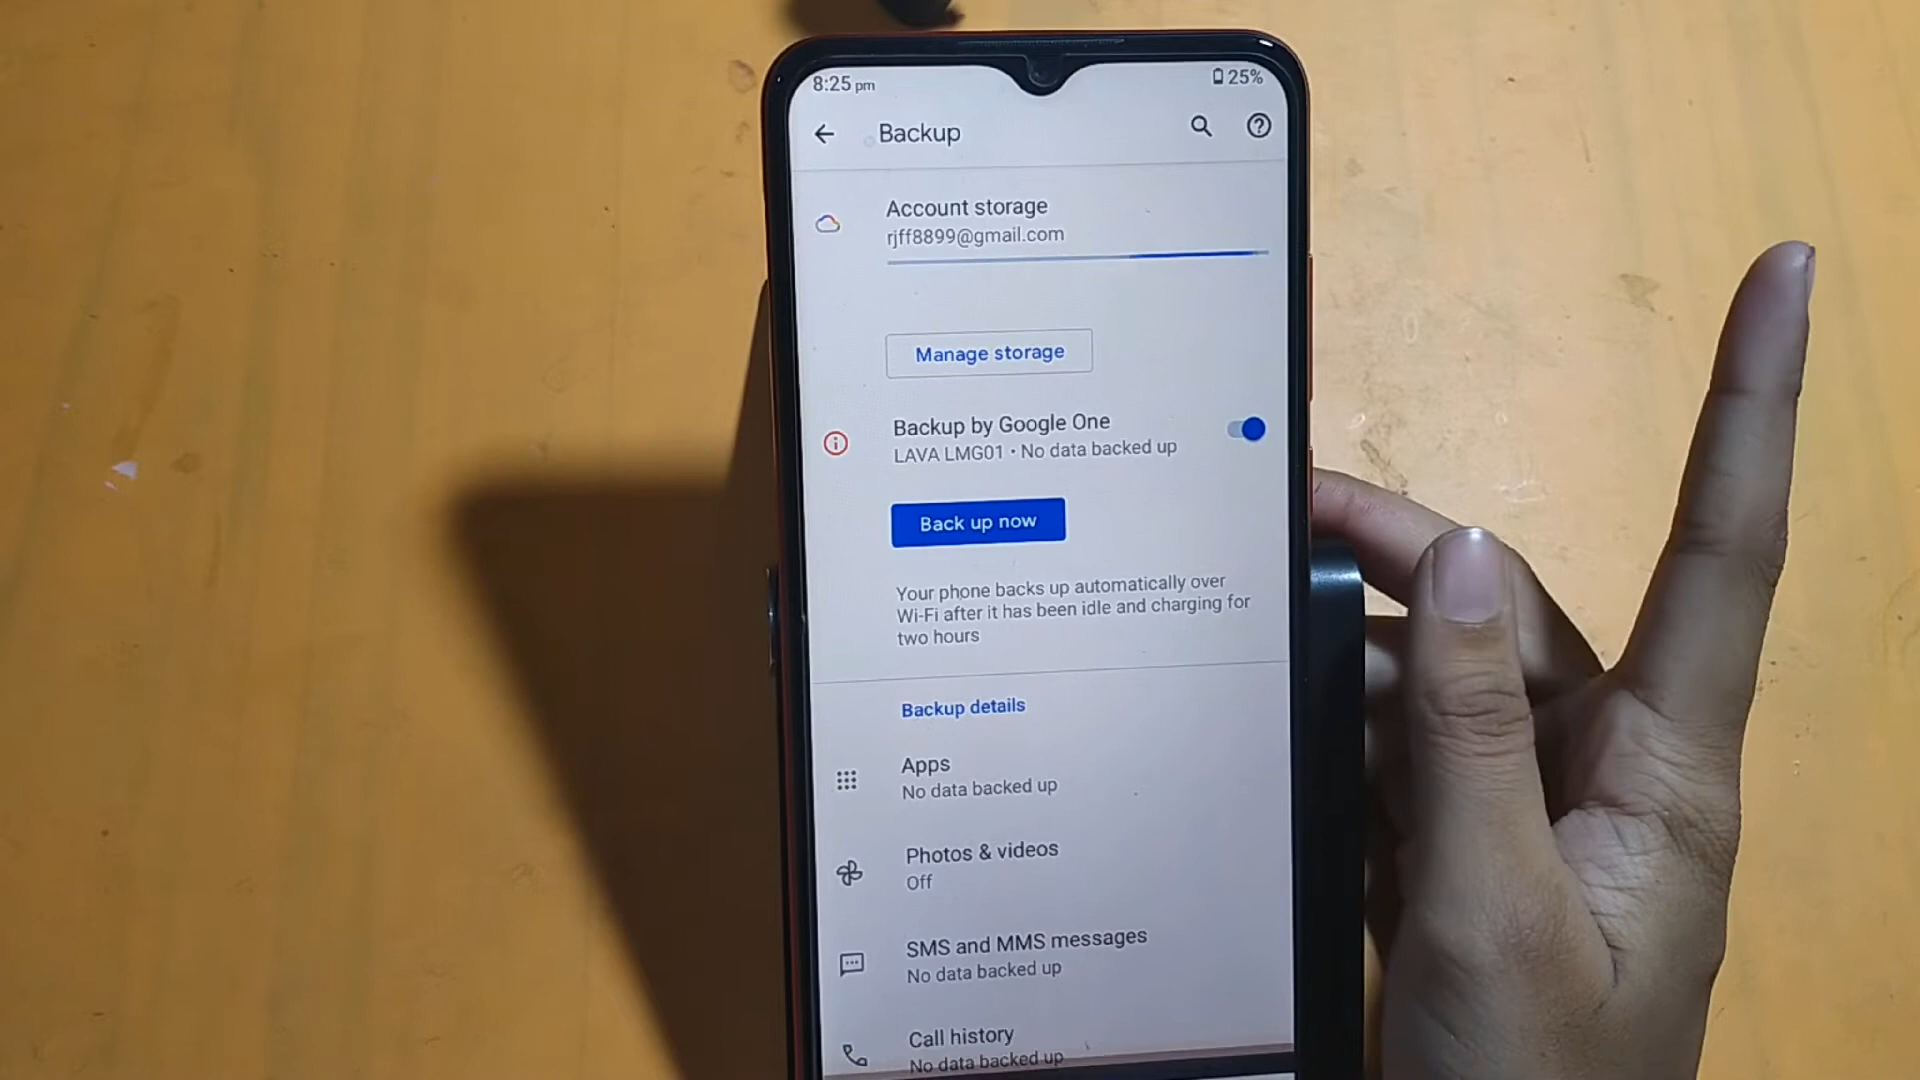 8:25 pm
25%
Backup
Account storage
rjff8899@gmail.com
Manage storage
Backup by Google One
LAVA LMG01 • No data backed up
Back up now
Your phone backs up automatically over
Wi-Fi after it has been idle and charging for
two hours
Backup details
Apps
No data backed up
Photos & videos
Off
SMS and MMS messages
No data backed up
Call history
No data backed up